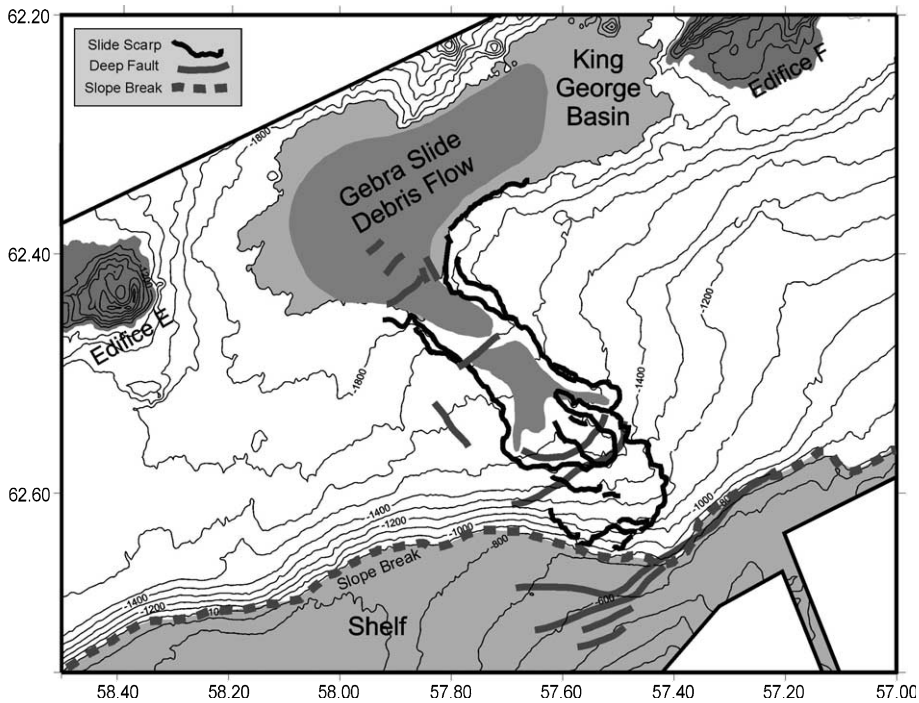 62.20
Slide Scarp
Deep Fault
Slope Break
King
George
Basin
Edifice F
-1800
Gebra Slide
Debris Flow
62.40
-1200
Edifice E
-1400
-1800
62.60
-1400
-1200
-1000
-1000
-800
Slope Break
-1400
-1200
-600
Shelf
58.40
58.20
58.00
57.80
57.60
57.40
57.20
57.00